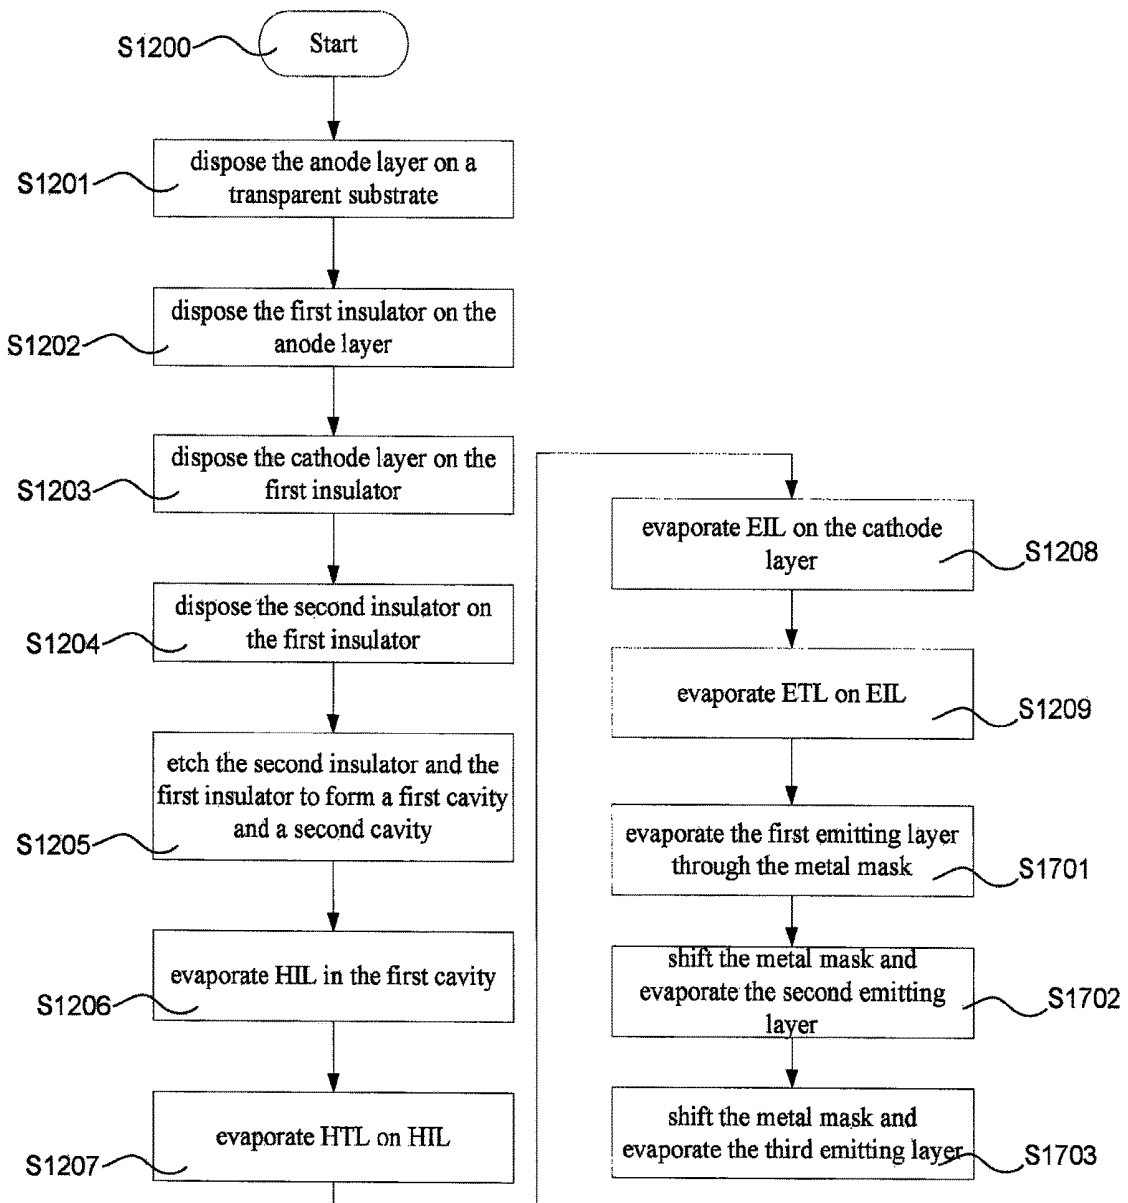 S1200
Start
S1201
dispose the anode layer on a
transparent substrate
S1202
dispose the first insulator on the
anode layer
S1203
dispose the cathode layer on the
first insulator
S1204
dispose the second insulator on
the first insulator
S1205
etch the second insulator and the
first insulator to form a first cavity
and a second cavity
S1206
evaporate HIL in the first cavity
S1207
evaporate HTL on HIL
evaporate EIL on the cathode
layer
S1208
evaporate ETL on EIL
S1209
evaporate the first emitting layer
through the metal mask
S1701
shift the metal mask and
evaporate the second emitting
layer
S1702
shift the metal mask and
evaporate the third emitting layer
S1703